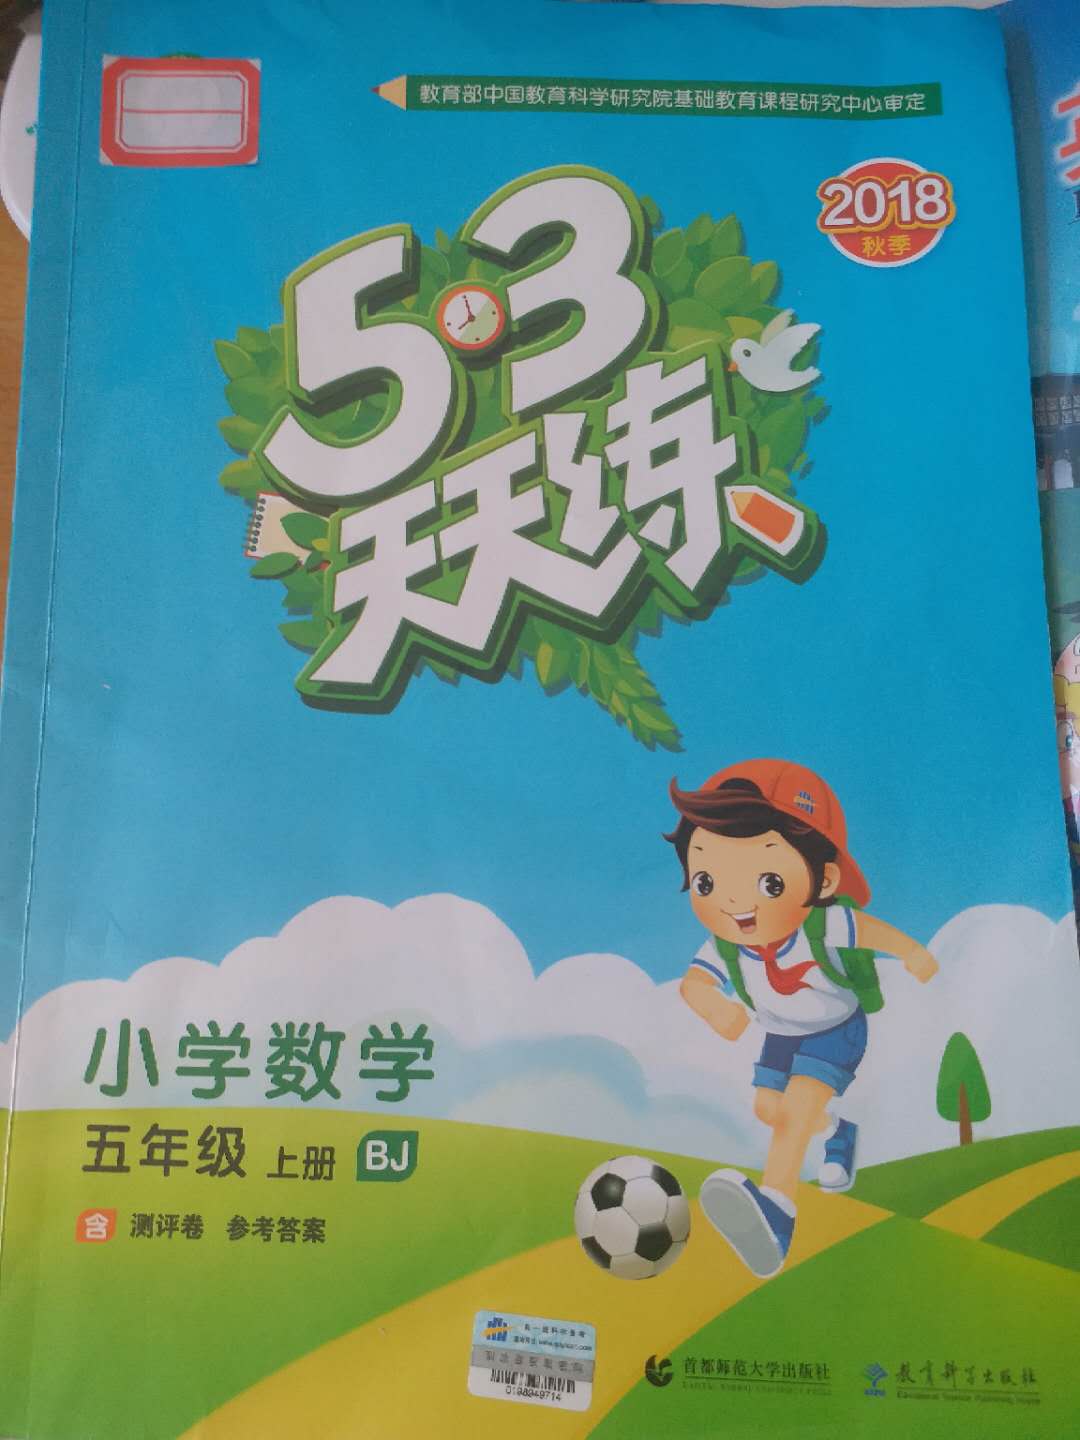 教育部中国教育科学研究院基础教育课程研究中心审定
2018
秋季
5·3
天天练
小学数学
五年级 上册 BJ
含 测评卷 参考答案
首都师范大学出版社
教育科学出版社